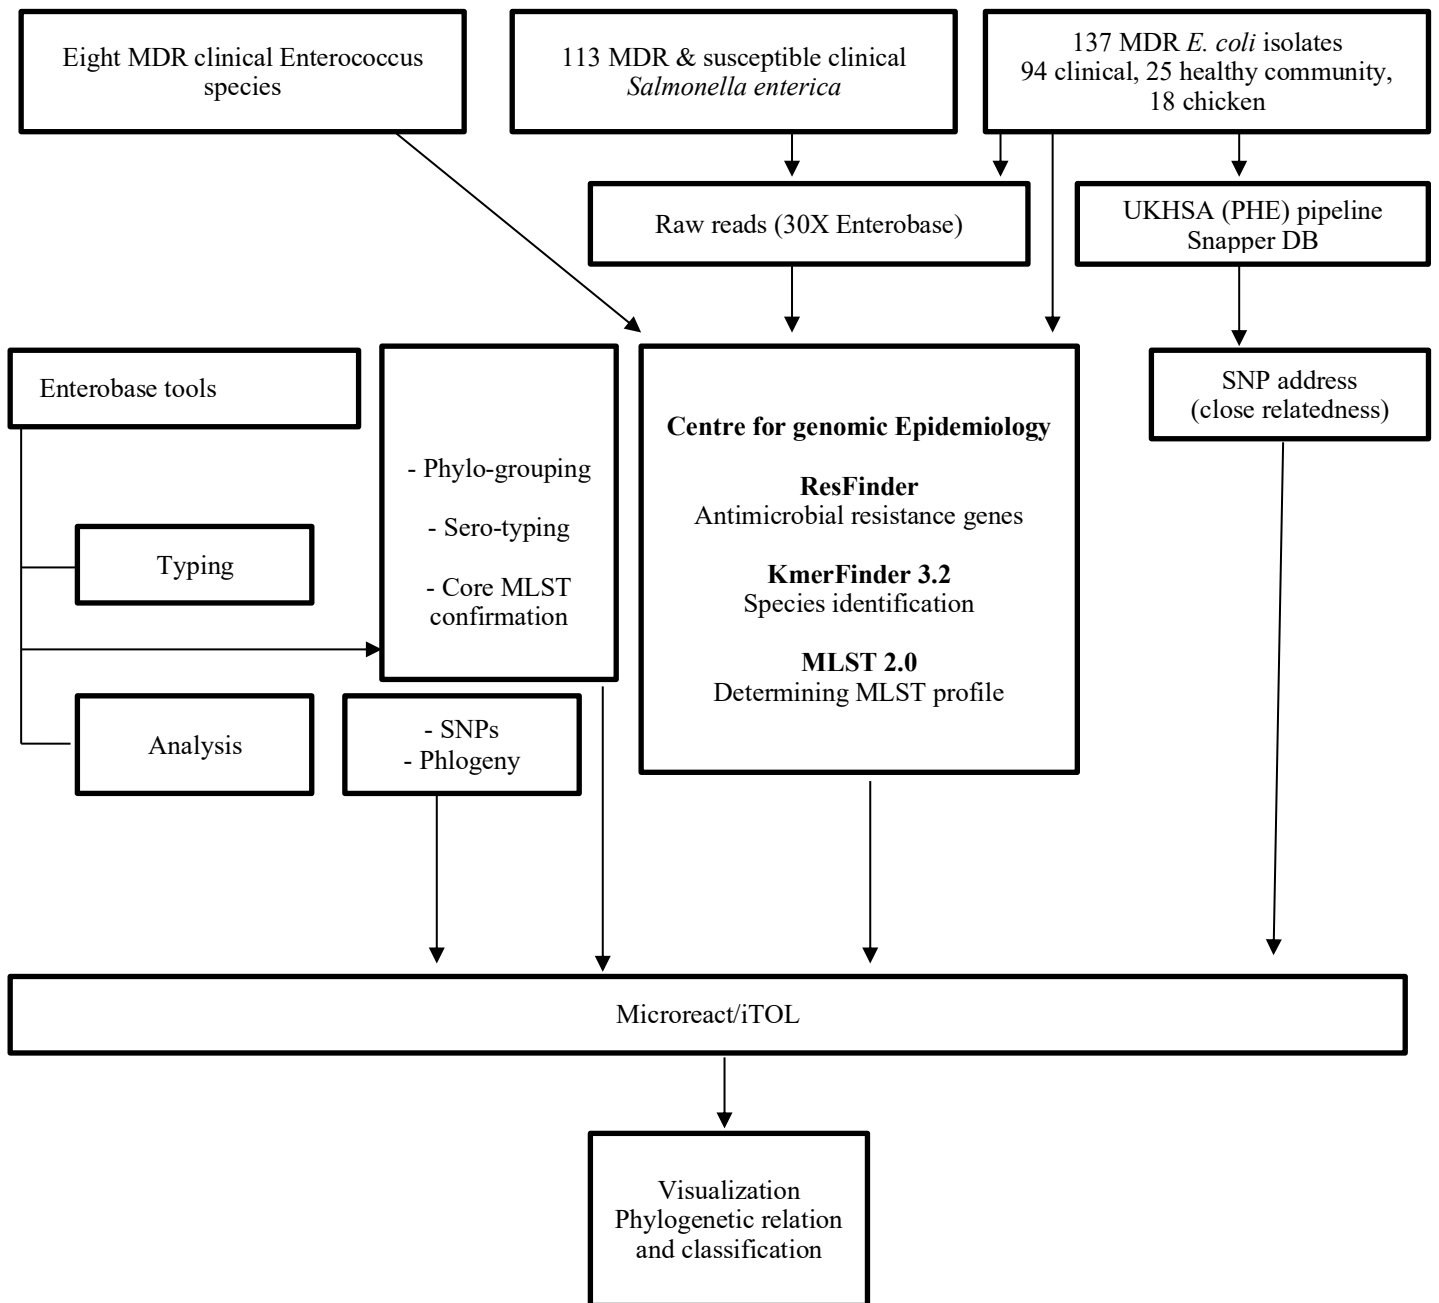 Eight MDR clinical Enterococcus
species
113 MDR & susceptible clinical
Salmonella enterica
137 MDR E. coli isolates
94 clinical, 25 healthy community,
18 chicken
Raw reads (30X Enterobase)
UKHSA (PHE) pipeline
Snapper DB
Enterobase tools
- Phylo-grouping
- Sero-typing
- Core MLST
confirmation
Centre for genomic Epidemiology
ResFinder
Antimicrobial resistance genes
KmerFinder 3.2
Species identification
MLST 2.0
Determining MLST profile
SNP address
(close relatedness)
Typing
Analysis
- SNPs
- Phlogeny
Microreact/iTOL
Visualization
Phylogenetic relation
and classification